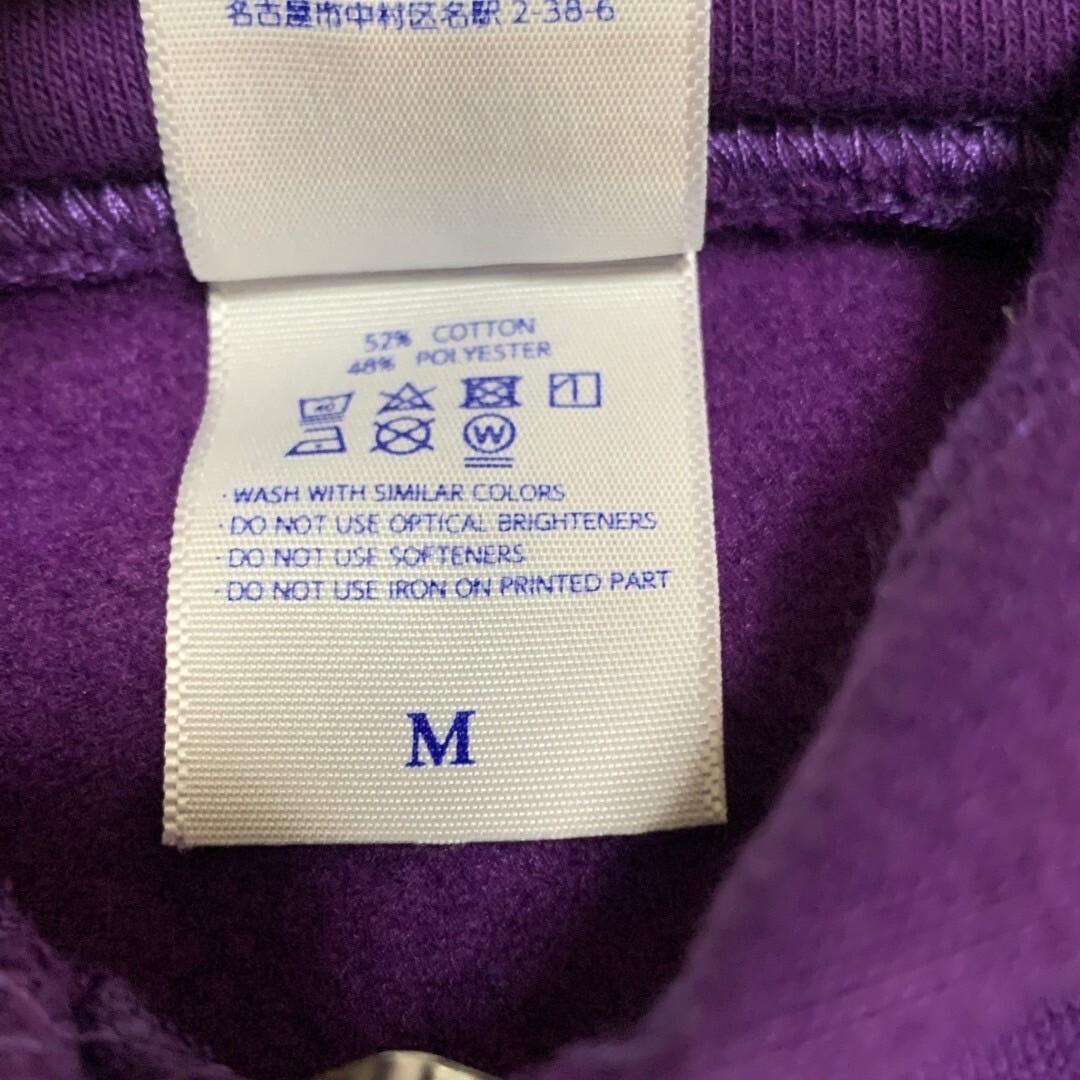 名古屋市中村区名駅 2-38-6
52% COTTON
48% POLYESTER
40
W
· WASH WITH SIMILAR COLORS
· DO NOT USE OPTICAL BRIGHTENERS
· DO NOT USE SOFTENERS
· DO NOT USE IRON ON PRINTED PART
M